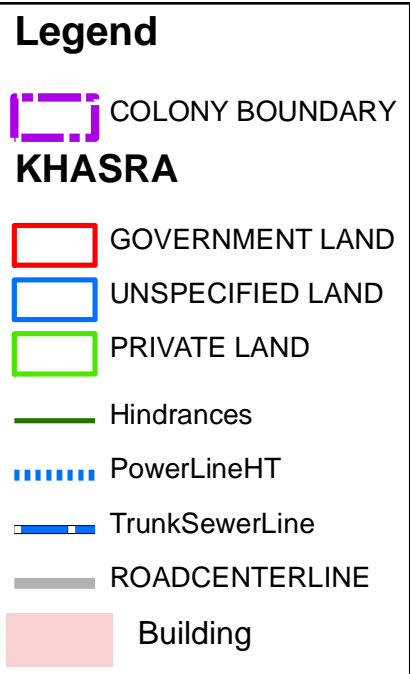 Legend
COLONY BOUNDARY
KHASRA
GOVERNMENT LAND
UNSPECIFIED LAND
PRIVATE LAND
Hindrances
PowerLineHT
TrunkSewerLine
ROADCENTERLINE
Building